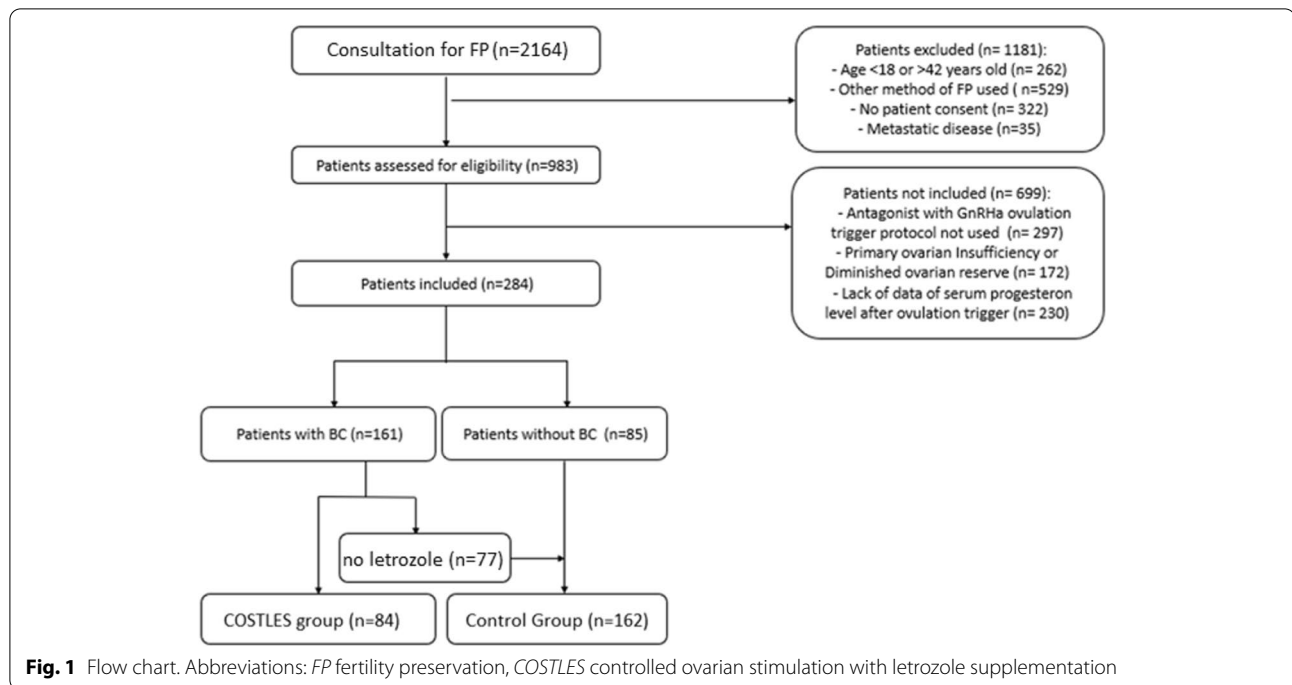 Consultation for FP (n=2164)
Patients excluded (n= 1181):
- Age <18 or >42 years old (n= 262)
- Other method of FP used ( n=529)
- No patient consent (n= 322)
- Metastatic disease (n=35)
Patients assessed for eligibility (n=983)
Patients not included (n= 699):
- Antagonist with GnRHa ovulation
trigger protocol not used (n= 297)
- Primary ovarian Insufficiency or
Diminished ovarian reserve (n= 172)
- Lack of data of serum progesteron
level after ovulation trigger (n= 230)
Patients included (n=284)
Patients with BC (n=161)
Patients without BC (n=85)
no letrozole (n=77)
COSTLES group (n=84)
Control Group (n=162)
Fig. 1 Flow chart. Abbreviations: FP fertility preservation, COSTLES controlled ovarian stimulation with letrozole supplementation